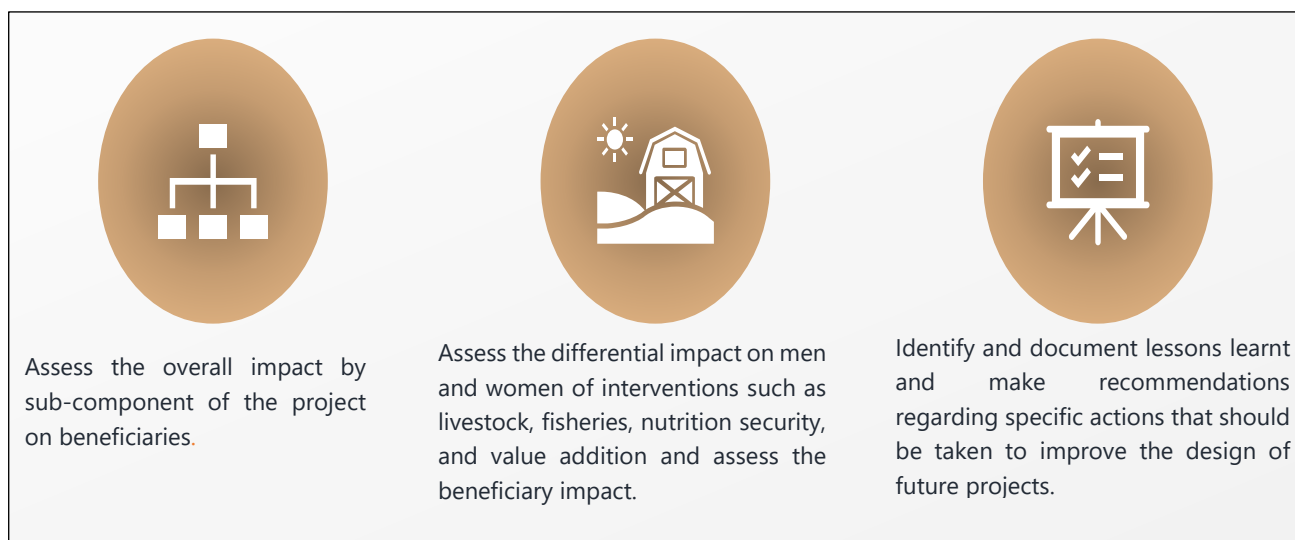 Assess the overall impact by
sub-component of the project
on beneficiaries.
Assess the differential impact on men
and women of interventions such as
livestock, fisheries, nutrition security,
and value addition and assess the
beneficiary impact.
Identify and document lessons learnt
and make recommendations
regarding specific actions that should
be taken to improve the design of
future projects.